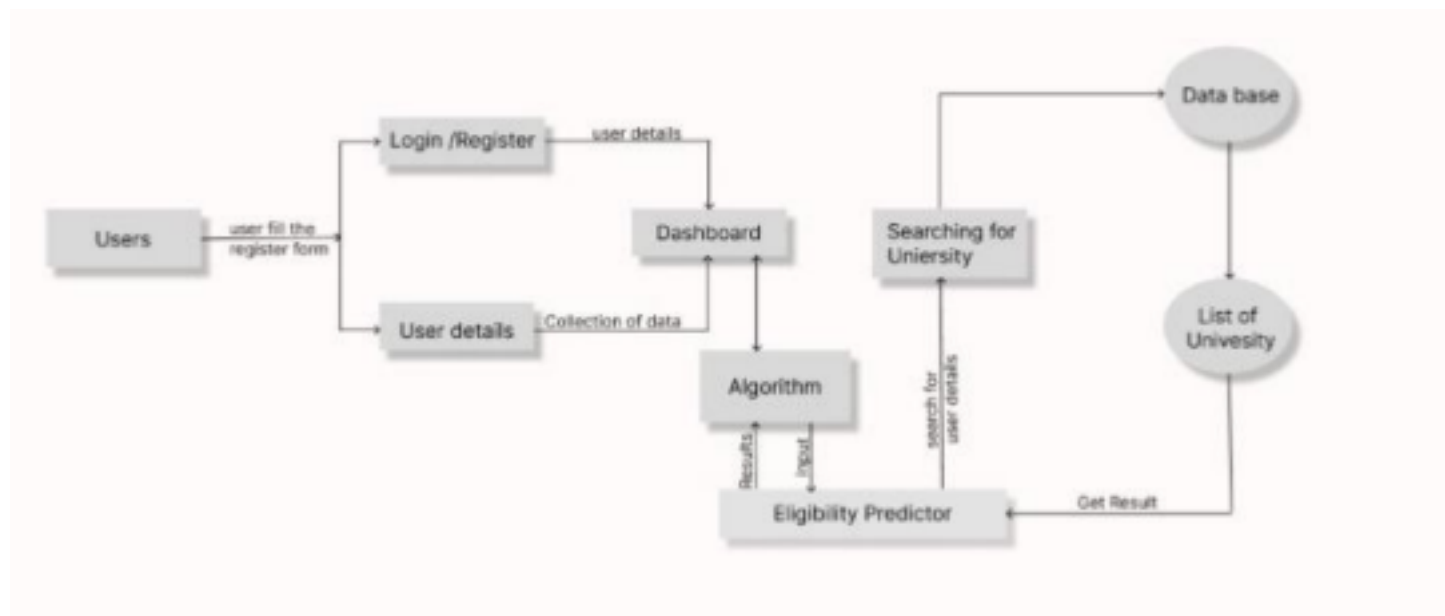 Data base
Login /Register
user details
Users
user fill the
register form
Dashboard
Searching for
Uniersity
User details
Collection of data
List of
Univesity
Algorithm
search for
user details
Results
input
Eligibility Predictor
Get Result